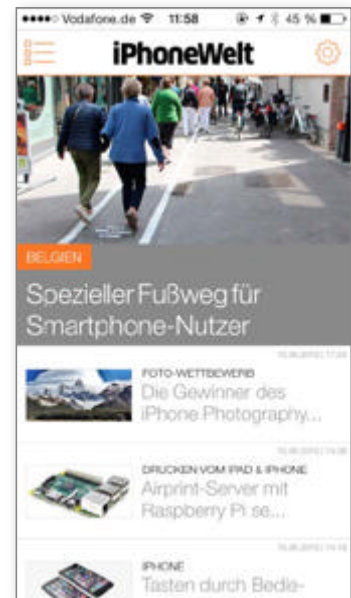 Vodafone.de 11:58 45 %
iPhoneWelt
BELGIEN
Spezieller Fußweg für
Smartphone-Nutzer
FOTO-WETTBEWERB
Die Gewinner des
iPhone Photography...
DRUCKEN VOM IPAD & IPHONE
Airprint-Server mit
Raspberry Pi se...
IPHONE
Tasten durch Bedie-